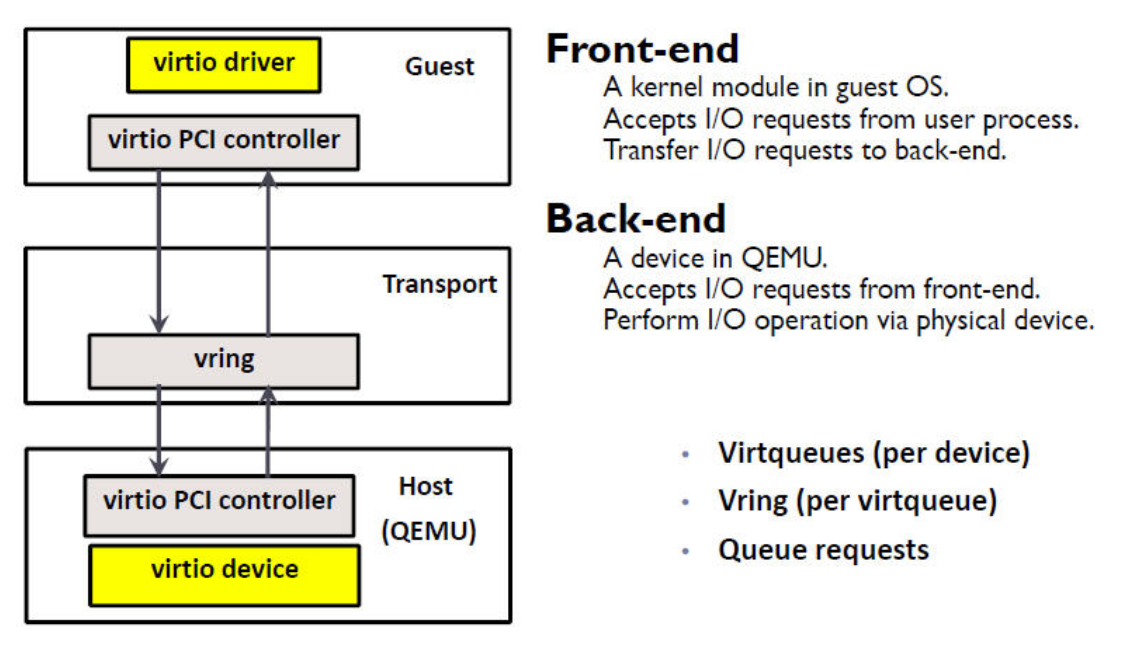 virtio driver
Guest
virtio PCI controller
Transport
vring
virtio PCI controller
Host
(QEMU)
virtio device
Front-end
A kernel module in guest OS.
Accepts I/O requests from user process.
Transfer I/O requests to back-end.
Back-end
A device in QEMU.
Accepts I/O requests from front-end.
Perform I/O operation via physical device.
• Virtqueues (per device)
• Vring (per virtqueue)
• Queue requests